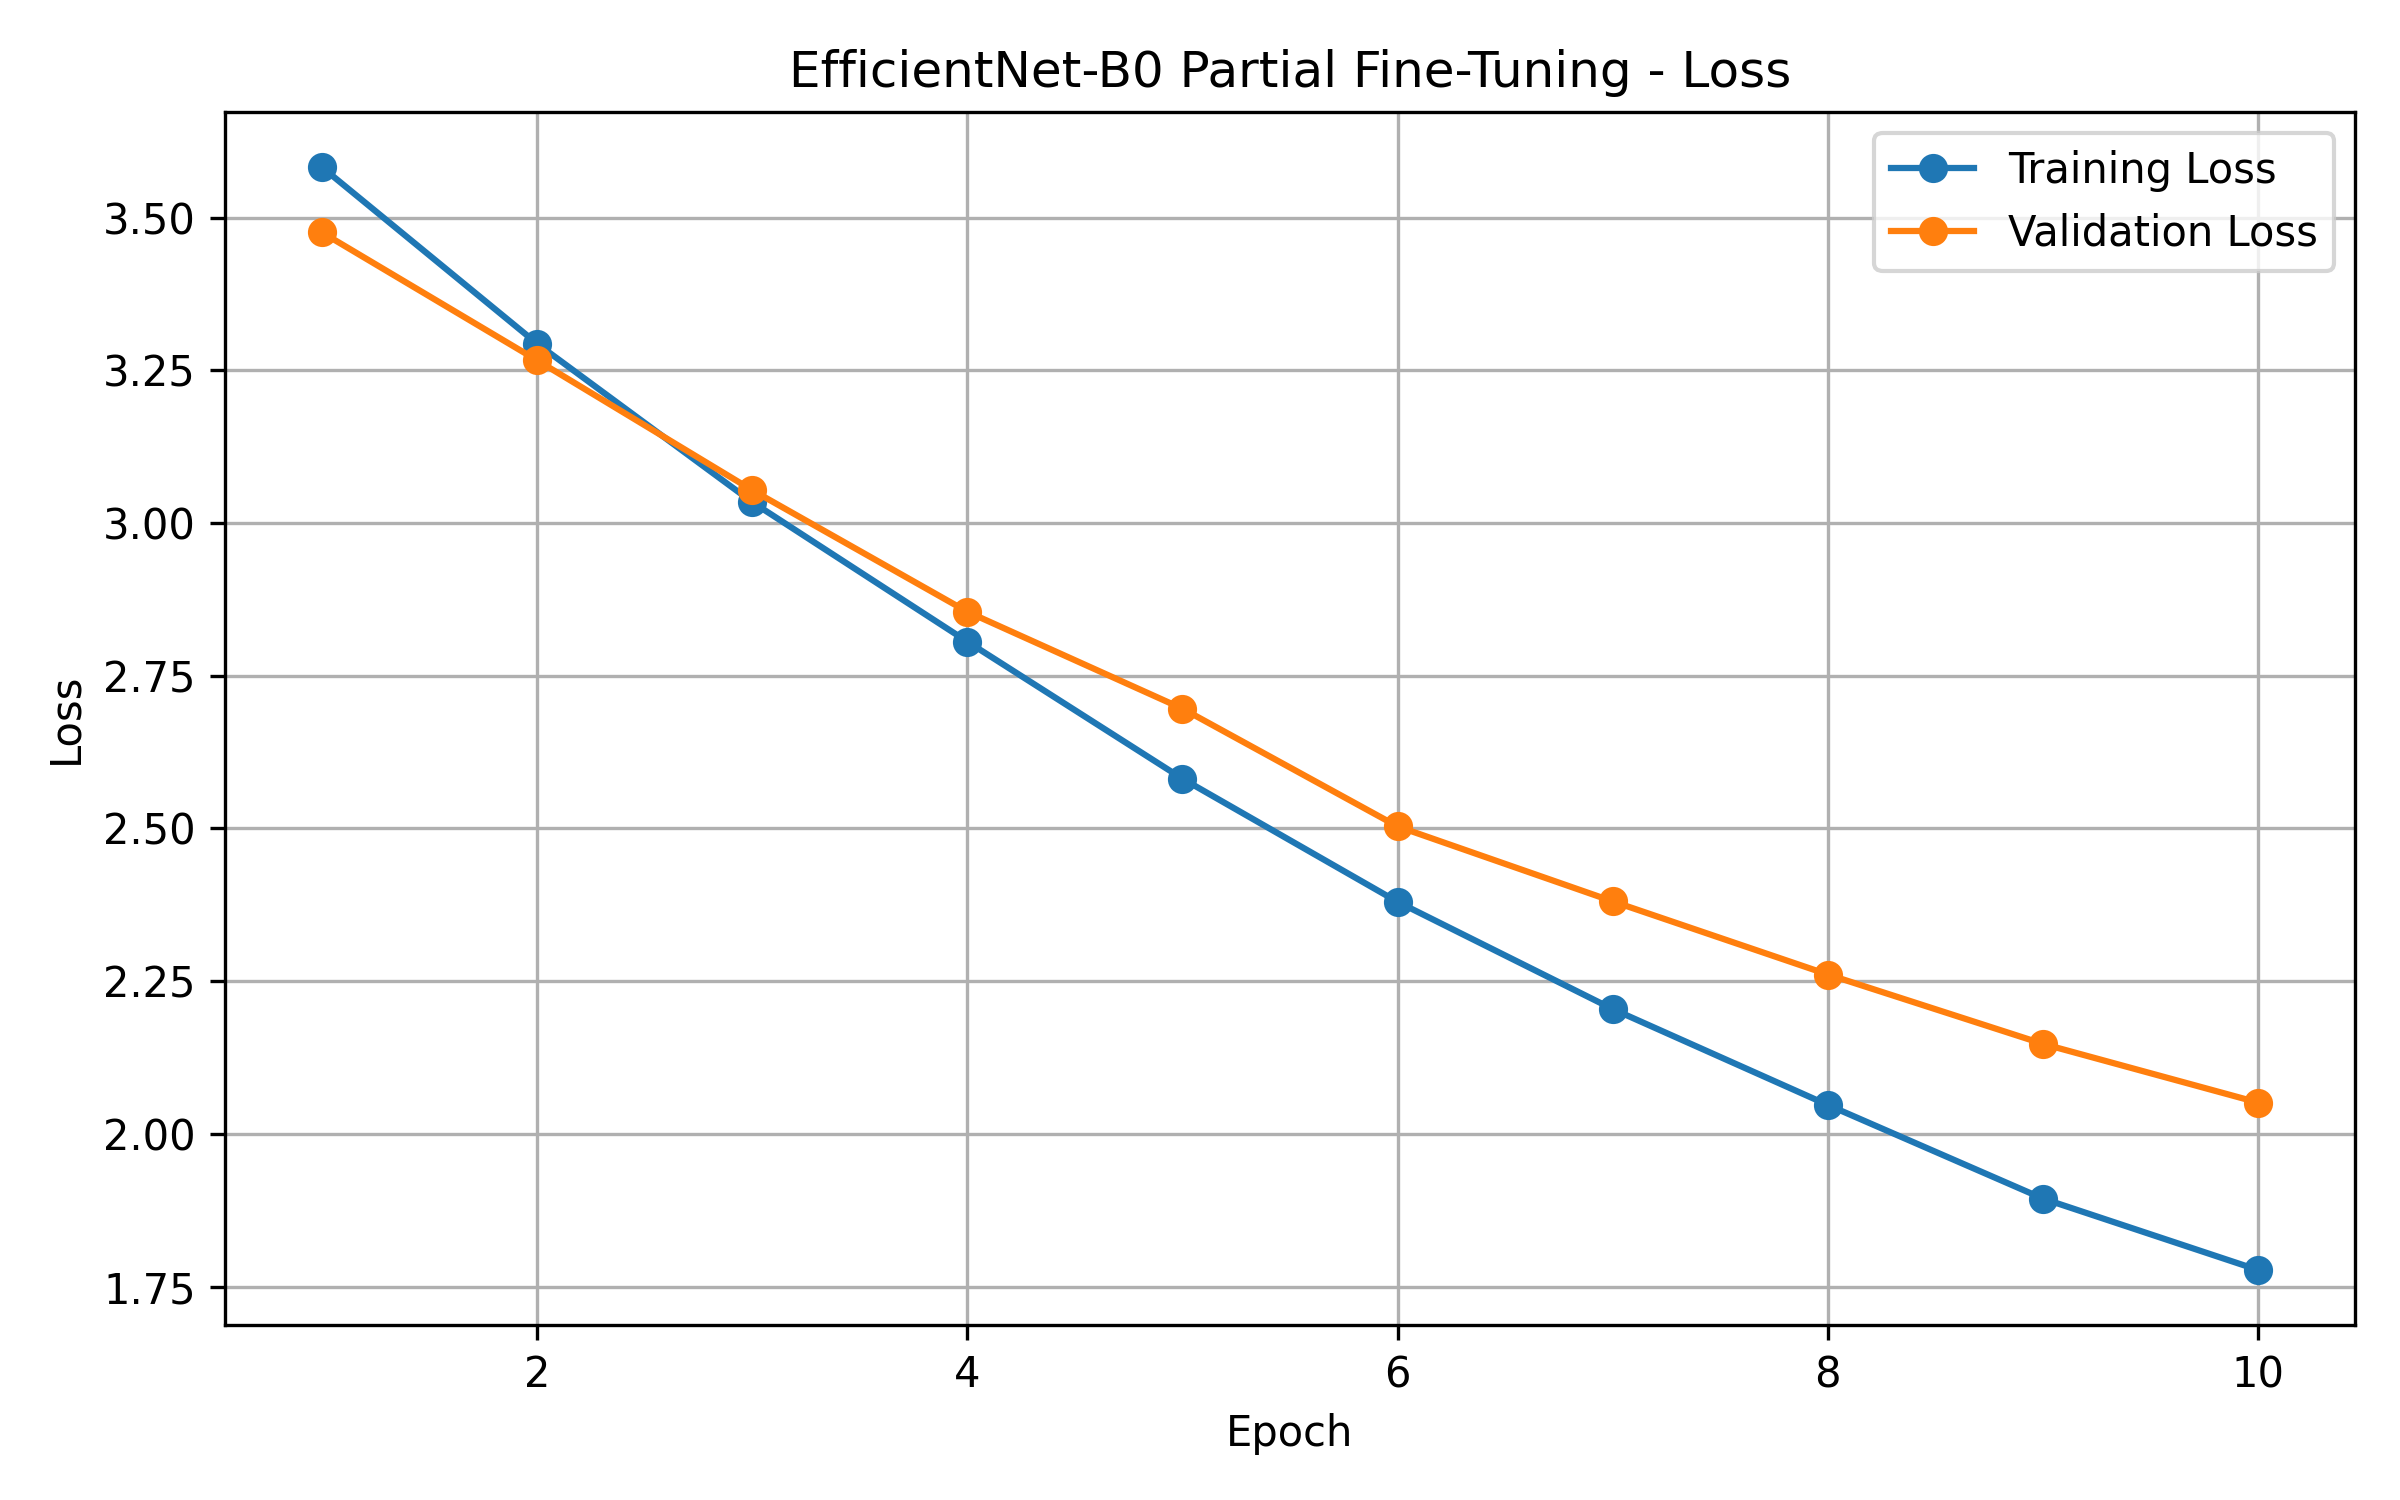 EfficientNet-B0 Partial Fine-Tuning - Loss
Training Loss
Validation Loss
3.50
3.25
3.00
2.75
2.50
2.25
2.00
1.75
Loss
2 4 6 8 10
Epoch